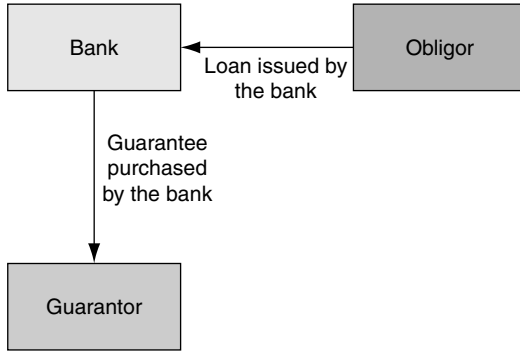 Bank
Obligor
Loan issued by
the bank
Guarantee
purchased
by the bank
Guarantor